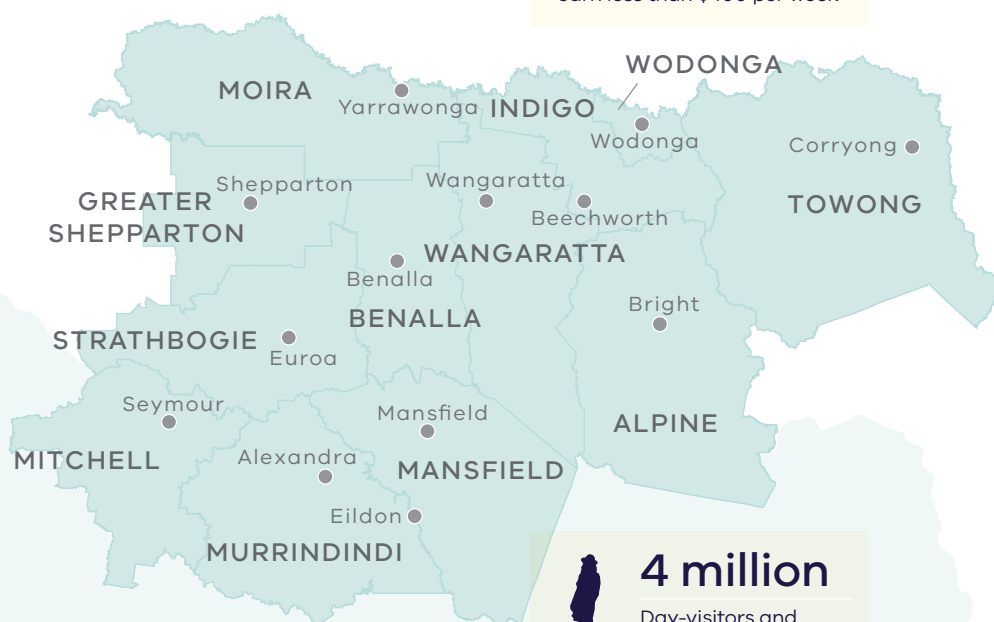 WODONGA
MOIRA
Yarrawonga
INDIGO
Wodonga
Corryong
Shepparton
Wangaratta
GREATER
SHEPPARTON
Beechworth
TOWONG
WANGARATTA
Benalla
Bright
BENALLA
STRATHBOGIE
Euroa
Seymour
Mansfield
ALPINE
MITCHELL
Alexandra
MANSFIELD
Eildon
MURRINDINDI
4 million
Day-visitors and